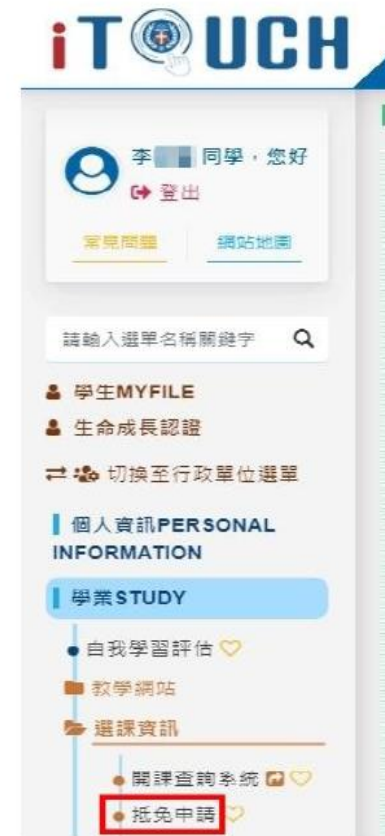 iTOUCH
李 同學，您好
登出
常見問題 網站地圖
請輸入選單名稱關鍵字
學生MYFILE
生命成長認證
切換至行政單位選單
個人資訊PERSONAL
INFORMATION
學業STUDY
自我學習評估
教學網站
選課資訊
開課查詢系統
抵免申請